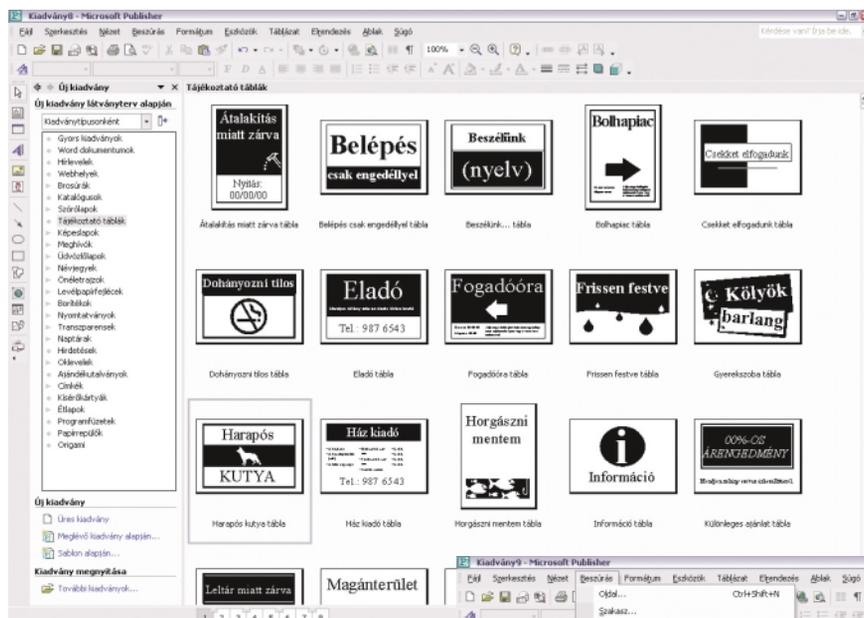 Kiadvány8 - Microsoft Publisher
Fájl Szerkesztés Nézet Beszúrás Formátum Eszközök Táblázat Elrendezés Ablak Súgó
Kérdése van? Írja be ide.
100%
F D A
Új kiadvány
Tájékoztató táblák
Új kiadvány látványterv alapján
Kiadványtípusonként
Gyors kiadványok
Word dokumentumok
Hírlevelek
Webhelyek
Brosúrák
Katalógusok
Szórólapok
Tájékoztató táblák
Képeslapok
Meghívók
Üdvözlőlapok
Névjegyek
Önéletrajzok
Levélpapírfejlécek
Borítékok
Nyomtatványok
Transzparensek
Naptárak
Hirdetések
Oklevelek
Ajándékutalványok
Címkék
Kísérőkártyák
Étlapok
Programfüzetek
Papírrepülők
Origami
Új kiadvány
Üres kiadvány
Meglévő kiadvány alapján...
Sablon alapján...
Kiadvány megnyitása
További kiadványok...
Átalakítás
miatt zárva
Nyitás:
00/00/00
Átalakítás miatt zárva tábla
Belépés
csak engedéllyel
Belépés csak engedéllyel tábla
Beszélünk
(nyelv)
Beszélünk... tábla
Bolhapiac
Bolhapiac tábla
Csekket elfogadunk
Csekket elfogadunk tábla
Dohányozni tilos
Dohányozni tilos tábla
Eladó
Tel.: 987 6543
Eladó tábla
Fogadóóra
Fogadóóra tábla
Frissen festve
Frissen festve tábla
Kölyök
barlang
Gyerekszoba tábla
Harapós
KUTYA
Harapós kutya tábla
Ház kiadó
Tel.: 987 6543
Ház kiadó tábla
Horgászni
mentem
Horgászni mentem tábla
i
Információ
Információ tábla
00%-OS
ÁRENGEDMÉNY
Különleges ajánlat tábla
Leltár miatt zárva
Magánterület
1 2 3 4 5 6 7 8
Kiadvány9 - Microsoft Publisher
Fájl Szerkesztés Nézet Beszúrás Formátum Eszközök Táblázat Elrendezés Ablak Súgó
Oldal... Ctrl+Shift+N
Szakasz...